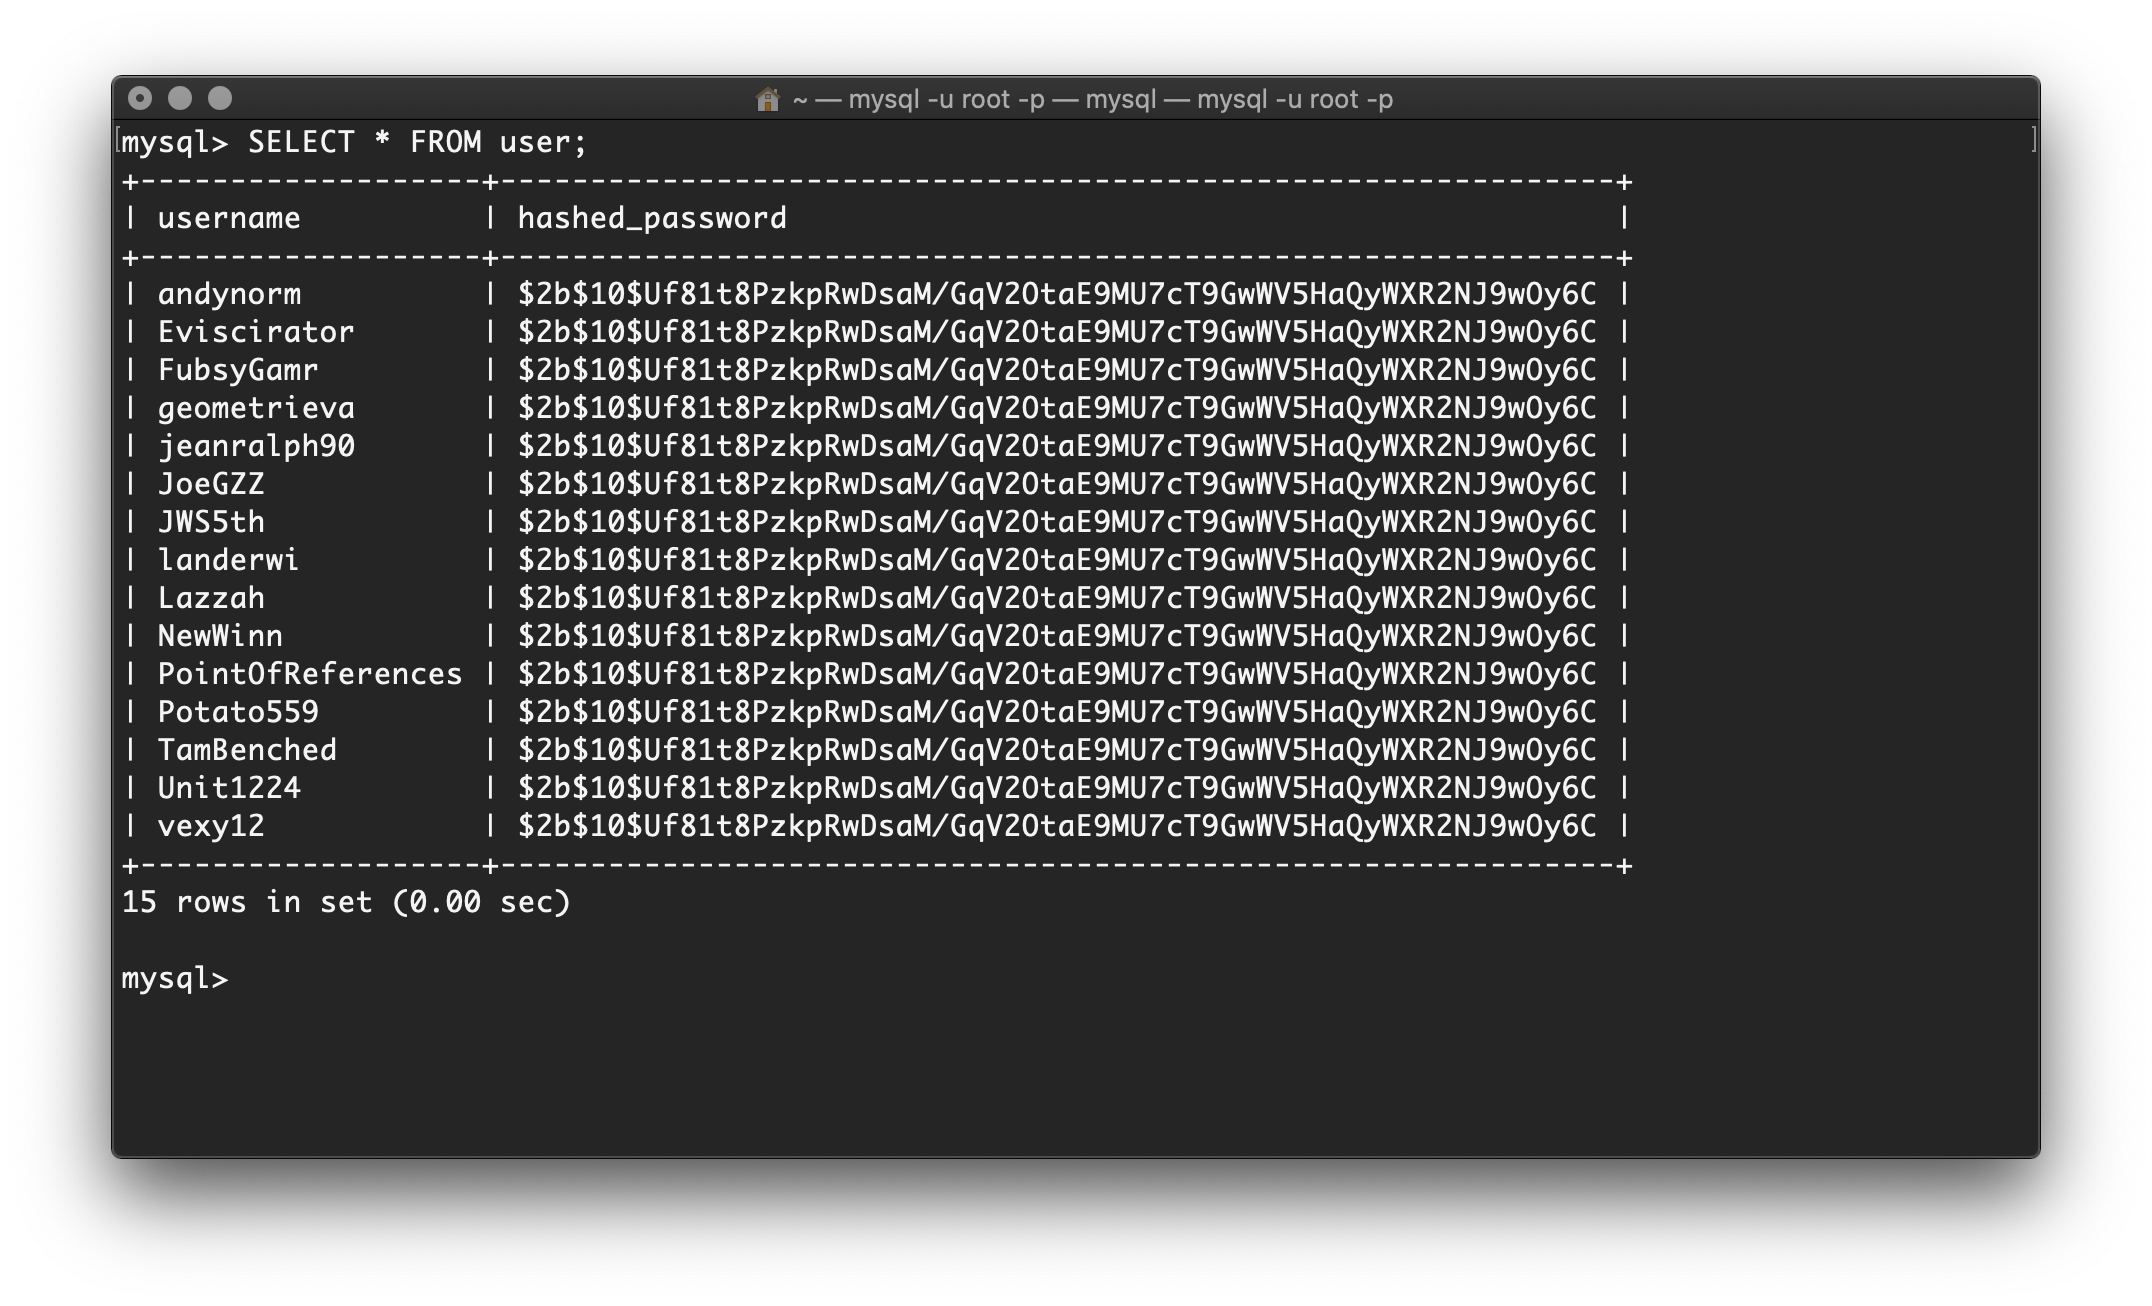 ~ — mysql -u root -p — mysql — mysql -u root -p
mysql> SELECT * FROM user;
+-------------------+--------------------------------------------------------------+
| username          | hashed_password                                              |
+-------------------+--------------------------------------------------------------+
| andynorm          | $2b$10$Uf81t8PzkpRwDsaM/GqV2OtaE9MU7cT9GwWV5HaQyWXR2NJ9wOy6C |
| Eviscirator       | $2b$10$Uf81t8PzkpRwDsaM/GqV2OtaE9MU7cT9GwWV5HaQyWXR2NJ9wOy6C |
| FubsyGamr         | $2b$10$Uf81t8PzkpRwDsaM/GqV2OtaE9MU7cT9GwWV5HaQyWXR2NJ9wOy6C |
| geometrieva       | $2b$10$Uf81t8PzkpRwDsaM/GqV2OtaE9MU7cT9GwWV5HaQyWXR2NJ9wOy6C |
| jeanralph90       | $2b$10$Uf81t8PzkpRwDsaM/GqV2OtaE9MU7cT9GwWV5HaQyWXR2NJ9wOy6C |
| JoeGZZ            | $2b$10$Uf81t8PzkpRwDsaM/GqV2OtaE9MU7cT9GwWV5HaQyWXR2NJ9wOy6C |
| JWS5th            | $2b$10$Uf81t8PzkpRwDsaM/GqV2OtaE9MU7cT9GwWV5HaQyWXR2NJ9wOy6C |
| landerwi          | $2b$10$Uf81t8PzkpRwDsaM/GqV2OtaE9MU7cT9GwWV5HaQyWXR2NJ9wOy6C |
| Lazzah            | $2b$10$Uf81t8PzkpRwDsaM/GqV2OtaE9MU7cT9GwWV5HaQyWXR2NJ9wOy6C |
| NewWinn           | $2b$10$Uf81t8PzkpRwDsaM/GqV2OtaE9MU7cT9GwWV5HaQyWXR2NJ9wOy6C |
| PointOfReferences | $2b$10$Uf81t8PzkpRwDsaM/GqV2OtaE9MU7cT9GwWV5HaQyWXR2NJ9wOy6C |
| Potato559         | $2b$10$Uf81t8PzkpRwDsaM/GqV2OtaE9MU7cT9GwWV5HaQyWXR2NJ9wOy6C |
| TamBenched        | $2b$10$Uf81t8PzkpRwDsaM/GqV2OtaE9MU7cT9GwWV5HaQyWXR2NJ9wOy6C |
| Unit1224          | $2b$10$Uf81t8PzkpRwDsaM/GqV2OtaE9MU7cT9GwWV5HaQyWXR2NJ9wOy6C |
| vexy12            | $2b$10$Uf81t8PzkpRwDsaM/GqV2OtaE9MU7cT9GwWV5HaQyWXR2NJ9wOy6C |
+-------------------+--------------------------------------------------------------+
15 rows in set (0.00 sec)
mysql>